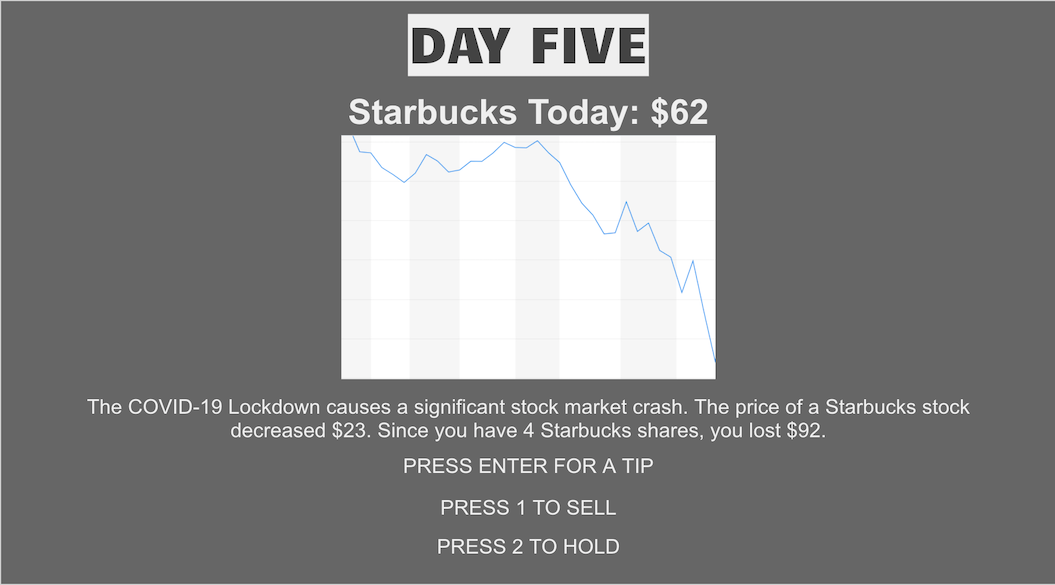 DAY FIVE
Starbucks Today: $62
The COVID-19 Lockdown causes a significant stock market crash. The price of a Starbucks stock
decreased $23. Since you have 4 Starbucks shares, you lost $92.
PRESS ENTER FOR A TIP
PRESS 1 TO SELL
PRESS 2 TO HOLD